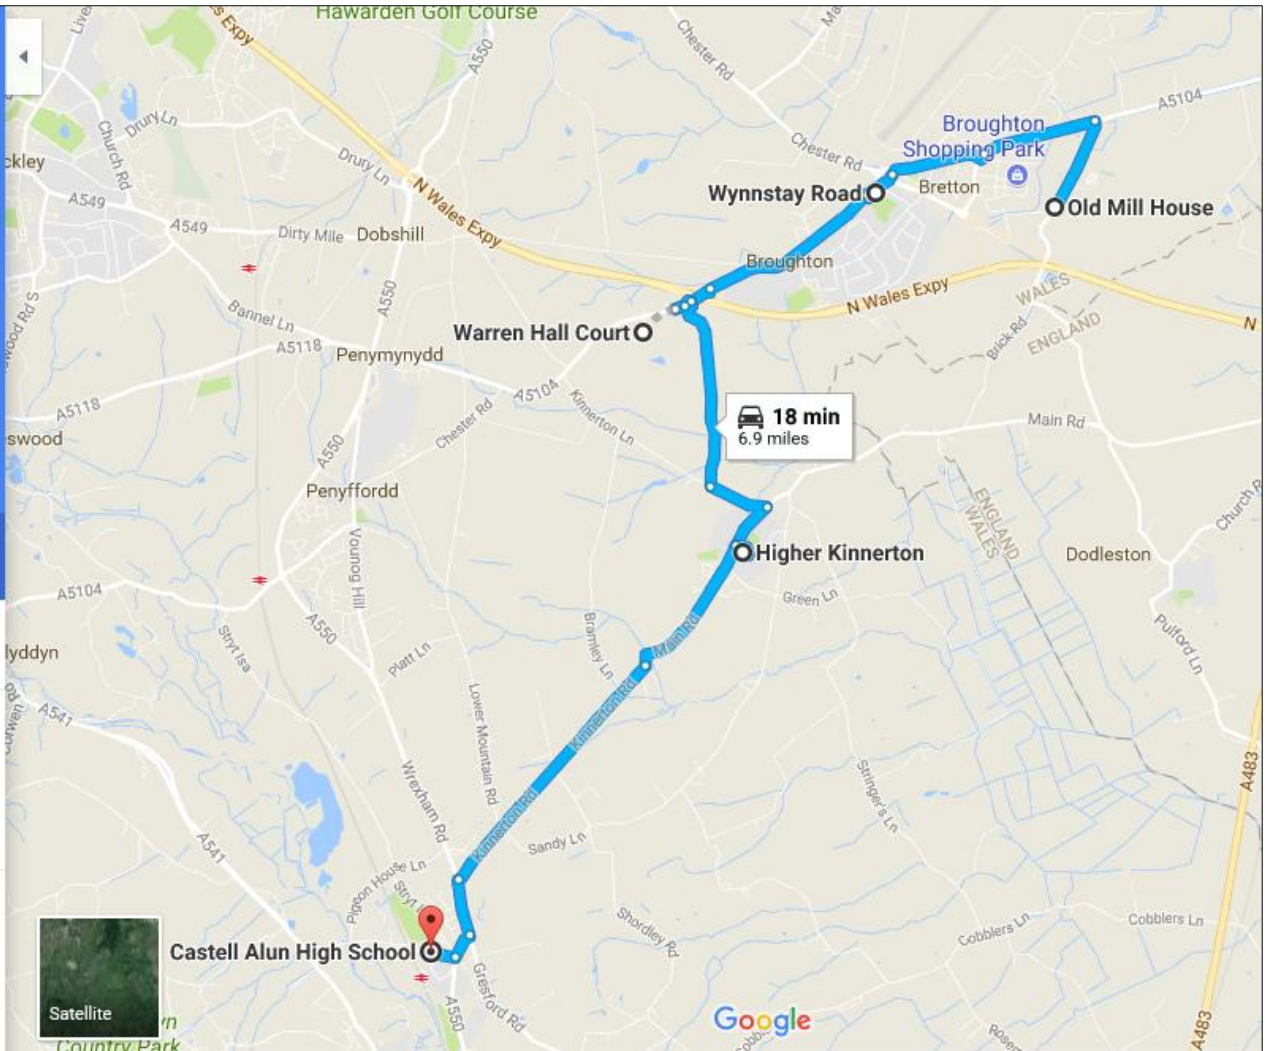 Hawarden Golf Course
s Expy
A550
Chester Rd
Drury Ln
Church Rd
ckley
Drury Ln
A549
A549
Dirty Mile
Dobshill
N Wales Expy
Chester Rd
Broughton
Shopping Park
A5104
Bretton
Wynnstay Road
Old Mill House
Broughton
N Wales Expy
WALES
ENGLAND
Brick Rd
N
A550
Bannel Ln
A5118
Penymynydd
Warren Hall Court
A5104
Kinnerton Ln
Chester Rd
A5118
eswood
A550
18 min
6.9 miles
Main Rd
Penyffordd
Higher Kinnerton
ENGLAND
WALES
Dodleston
Church R
A5104
Vounog Hill
A550
Green Ln
Bramley Ln
Main Rd
Pulford Ln
lyddyn
Stryt Isa
Platt Ln
Lower Mountain Rd
Kinnerton Rd
A541
Wrexham Rd
Kinnerton Rd
Stringer's Ln
A483
Sandy Ln
A541
Pigeon House Ln
Castell Alun High School
Shordley Rd
Cobblers Ln
Cobblers Ln
Gresford Rd
A550
Satellite
Country Park
Google
A483